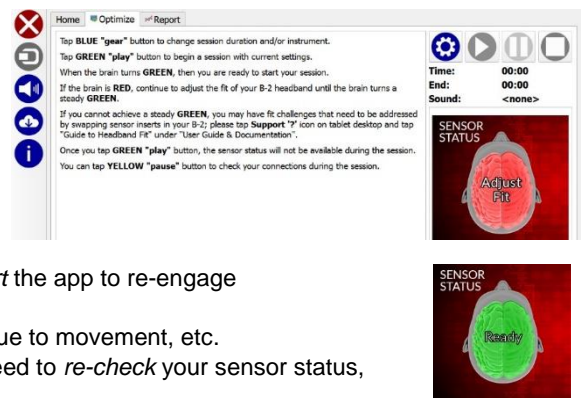 Home Optimize Report
Tap BLUE "gear" button to change session duration and/or instrument.
Tap GREEN "play" button to begin a session with current settings.
When the brain turns GREEN, then you are ready to start your session.
If the brain is RED, continue to adjust the fit of your B-2 headband until the brain turns a
steady GREEN.
If you cannot achieve a steady GREEN, you may have fit challenges that need to be addressed
by swapping sensor inserts in your B-2; please tap Support '?' icon on tablet desktop and tap
"Guide to Headband Fit" under "User Guide & Documentation".
Once you tap GREEN "play" button, the sensor status will not be available during the session.
You can tap YELLOW "pause" button to check your connections during the session.
i
Time: 00:00
End: 00:00
Sound: <none>
SENSOR
STATUS
Adjust
Fit
the app to re-engage
ue to movement, etc.
eed to re-check your sensor status,
SENSOR
STATUS
Ready